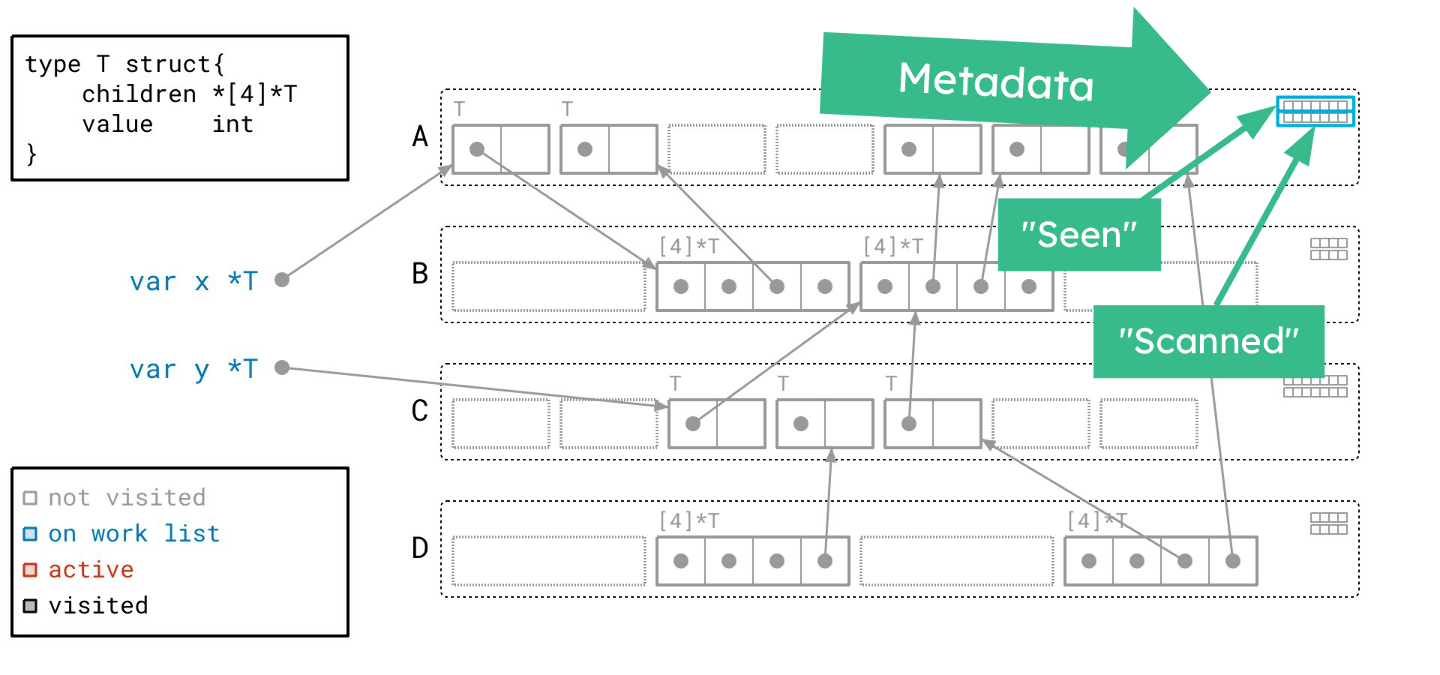 type T struct{
    children *[4]*T
    value    int
}
Metadata
A
T
T
"Seen"
var x *T
B
[4]*T
[4]*T
"Scanned"
var y *T
C
T
T
T
not visited
on work list
active
visited
D
[4]*T
[4]*T